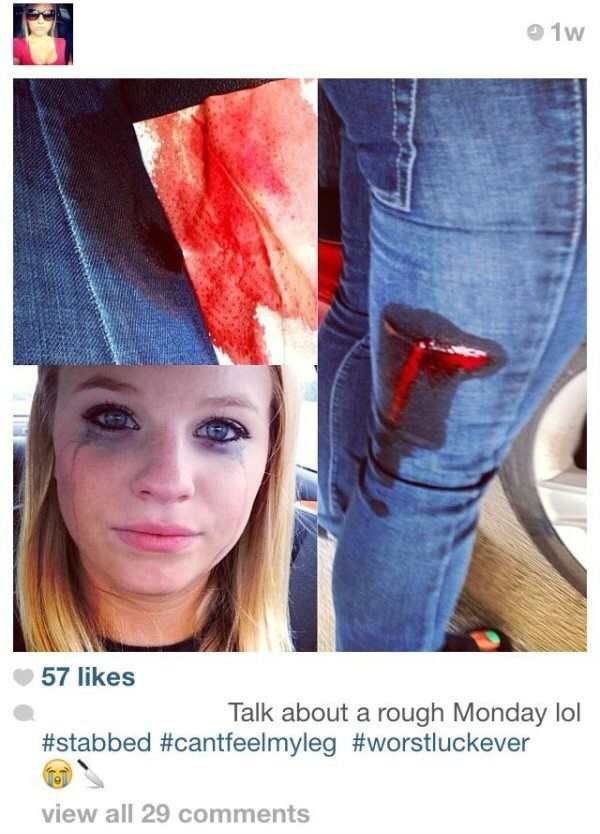 1w
57 likes
Talk about a rough Monday lol
#stabbed #cantfeelmyleg #worstluckever
😭🔪
view all 29 comments